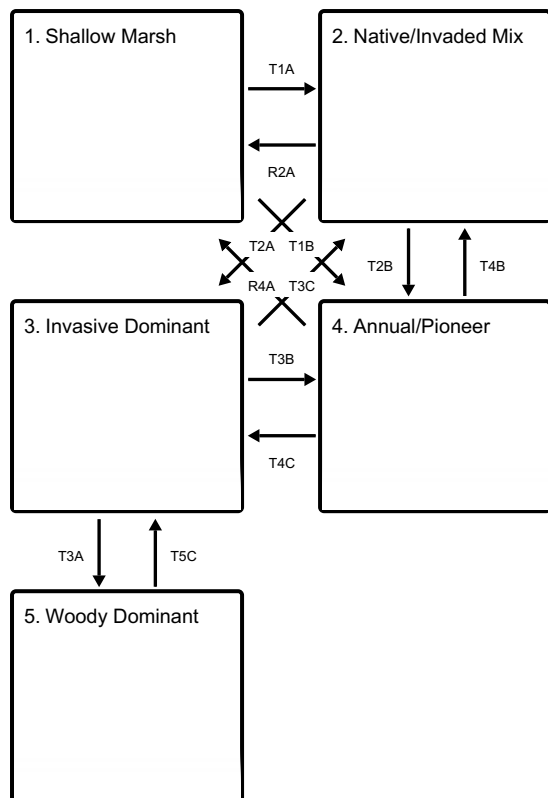 1. Shallow Marsh
2. Native/Invaded Mix
T1A
R2A
T2A
T1B
R4A
T3C
T2B
T4B
3. Invasive Dominant
4. Annual/Pioneer
T3B
T4C
T3A
T5C
5. Woody Dominant